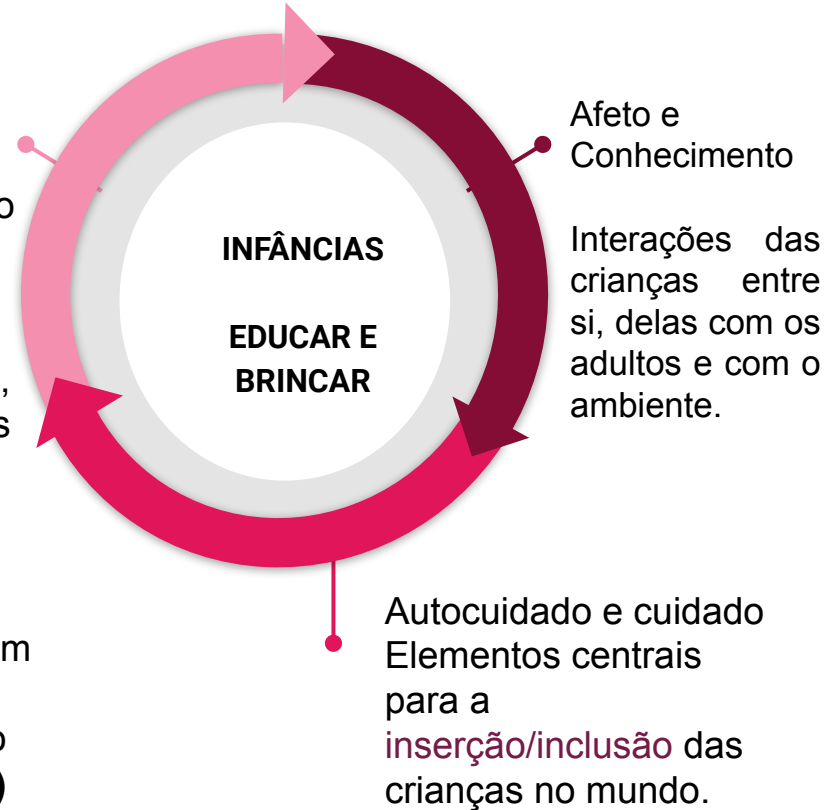 INFÂNCIAS
EDUCAR E
BRINCAR
Afeto e
Conhecimento
Interações das
crianças entre
si, delas com os
adultos e com o
ambiente.
Autocuidado e cuidado
Elementos centrais
para a
inserção/inclusão das
crianças no mundo.